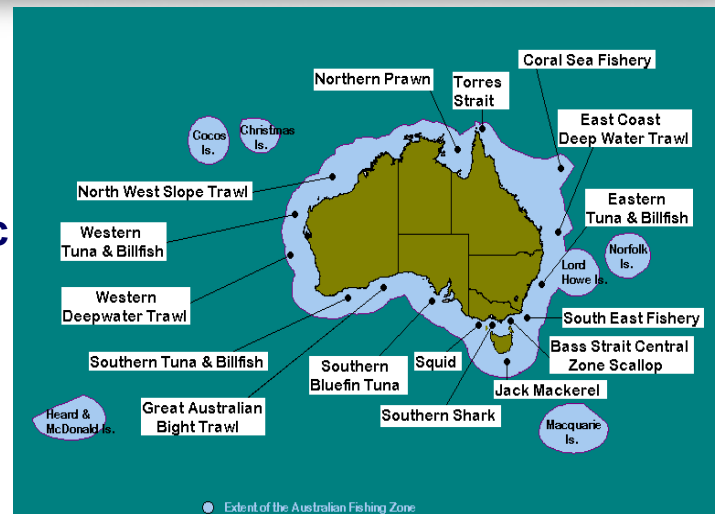 Coral Sea Fishery
Northern Prawn
Torres
Strait
East Coast
Deep Water Trawl
Cocos
Is.
Christmas
Is.
North West Slope Trawl
Eastern
Tuna & Billfish
Western
Tuna & Billfish
c
Norfolk
Is.
Lord
Howe Is.
Western
Deepwater Trawl
South East Fishery
Southern Tuna & Billfish
Southern
Bluefin Tuna
Squid
Bass Strait Central
Zone Scallop
Jack Mackerel
Great Australian
Bight Trawl
Southern Shark
Heard &
McDonald Is.
Macquarie
Is.
Extent of the Australian Fishing Zone